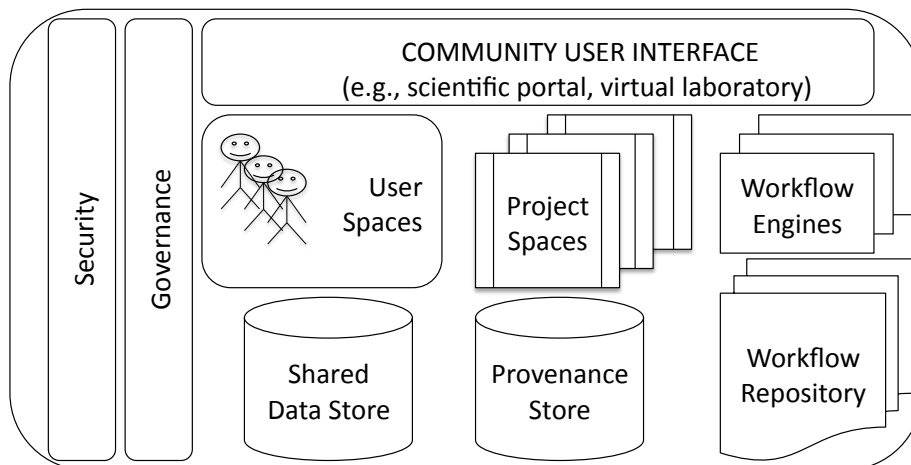 COMMUNITY USER INTERFACE
(e.g., scientific portal, virtual laboratory)
Security
Governance
User
Spaces
Project
Spaces
Workflow
Engines
Shared
Data Store
Provenance
Store
Workflow
Repository